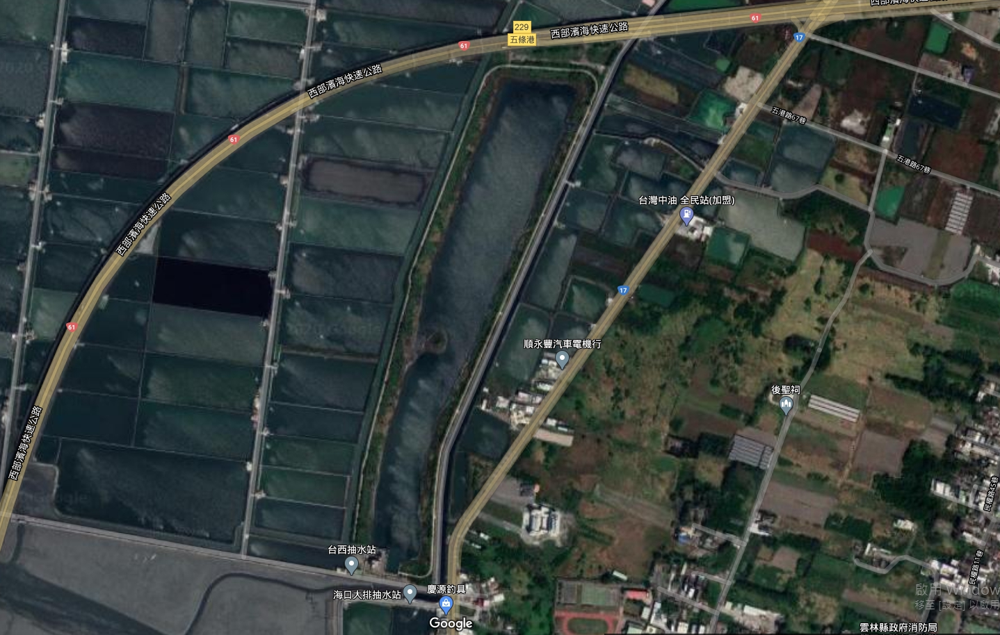 西部濱海快速公路
229
五條港
西部濱海快速公路
61
61
17
西部濱海快速公路
五港路67巷
61
五港路67巷
西部濱海快速公路
台灣中油 全民站(加盟)
17
61
順永豐汽車電機行
後聖祠
西部濱海快速公路
民權路45巷
台西抽水站
民權路11巷
海口大排抽水站
慶源釣具
啟用 Window
移至 [設定] 以啟用
Google
雲林縣政府消防局